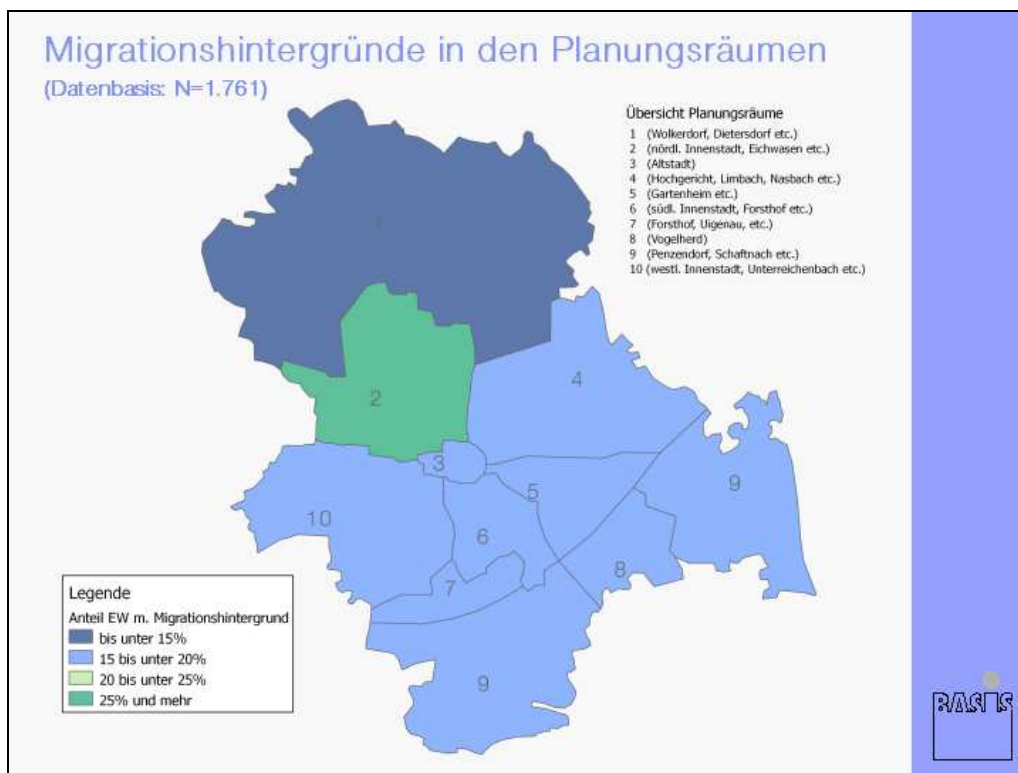 Migrationshintergründe in den Planungsräumen
(Datenbasis: N=1.761)
Übersicht Planungsräume
1 (Wolkerdorf, Dietersdorf etc.)
2 (nördl. Innenstadt, Eichwasen etc.)
3 (Altstadt)
4 (Hochgericht, Limbach, Nasbach etc.)
5 (Gartenheim etc.)
6 (südl. Innenstadt, Forsthof etc.)
7 (Forsthof, Uigenau, etc.)
8 (Vogelherd)
9 (Penzendorf, Schaftnach etc.)
10 (westl. Innenstadt, Unterreichenbach etc.)
1
4
2
3
9
5
10
6
8
7
9
Legende
Anteil EW m. Migrationshintergrund
bis unter 15%
15 bis unter 20%
20 bis unter 25%
25% und mehr
BASIS